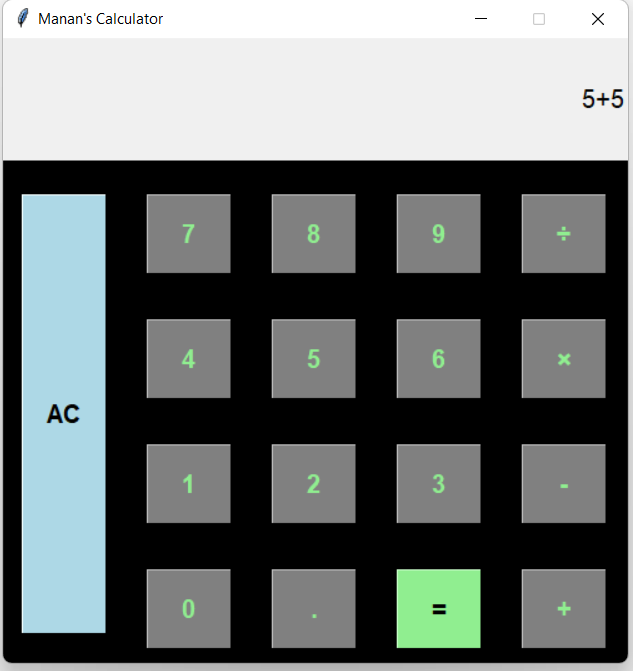 Manan's Calculator
5+5
7 8 9 ÷
4 5 6 ×
AC
1 2 3 -
0 . = +